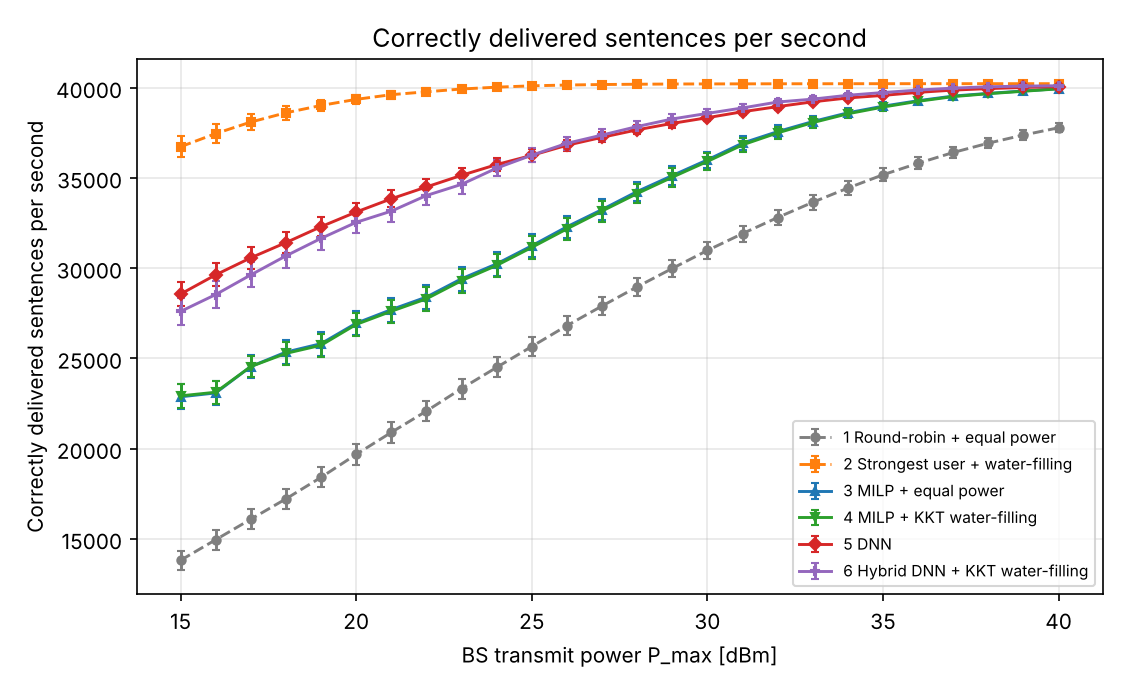 Correctly delivered sentences per second
Correctly delivered sentences per second
40000
35000
30000
25000
20000
15000
1 Round-robin + equal power
2 Strongest user + water-filling
3 MILP + equal power
4 MILP + KKT water-filling
5 DNN
6 Hybrid DNN + KKT water-filling
15 20 25 30 35 40
BS transmit power P_max [dBm]